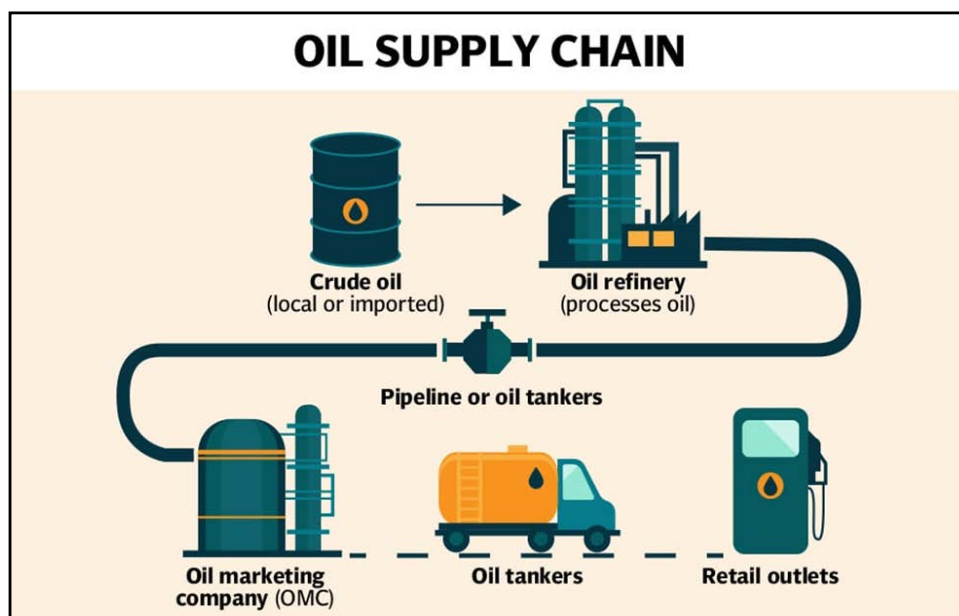 OIL SUPPLY CHAIN
Crude oil
(local or imported)
Oil refinery
(processes oil)
Pipeline or oil tankers
Oil marketing
company (OMC)
Oil tankers
Retail outlets